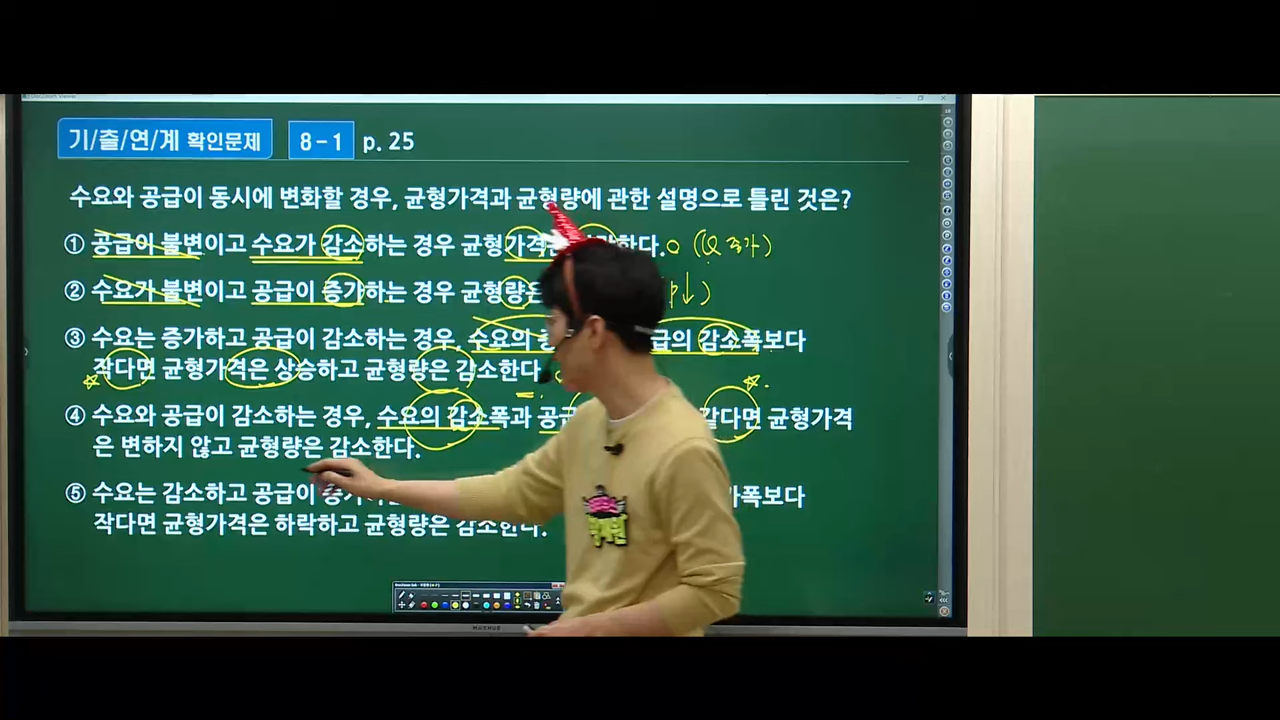 기/출/연/계 확인문제 8-1 p. 25
수요와 공급이 동시에 변화할 경우, 균형가격과 균형량에 관한 설명으로 틀린 것은?
① 공급이 불변이고 수요가 감소하는 경우 균형가격은 한다. o
② 수요가 불변이고 공급이 증가하는 경우 균형량은 p↓)
③ 수요는 증가하고 공급이 감소하는 경우, 수요의 급의 감소폭보다
작다면 균형가격은 상승하고 균형량은 감소한다.
④ 수요와 공급이 감소하는 경우, 수요의 감소폭과 같다면 균형가격
은 변하지 않고 균형량은 감소한다.
⑤ 수요는 감소하고 공급이 가폭보다
작다면 균형가격은 하락하고 균형량은 감소한다.